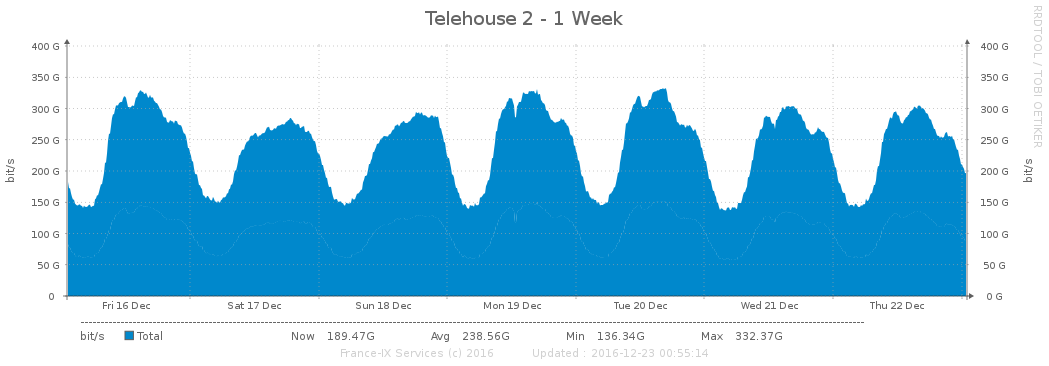 Telehouse 2 - 1 Week
RRDTOOL / TOBI OETIKER
400 G 400 G
350 G 350 G
300 G 300 G
250 G 250 G
200 G 200 G
150 G 150 G
100 G 100 G
50 G 50 G
0 0 G
bit/s bit/s
Fri 16 Dec Sat 17 Dec Sun 18 Dec Mon 19 Dec Tue 20 Dec Wed 21 Dec Thu 22 Dec
bit/s Total Now 189.47G Avg 238.56G Min 136.34G Max 332.37G
France-IX Services (c) 2016 Updated : 2016-12-23 00:55:14